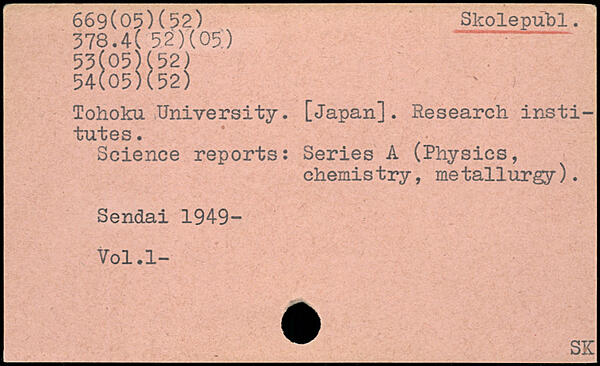 669(05)(52) Skolepubl.
378.4(52)(05)
53(05)(52)
54(05)(52)
Tohoku University. [Japan]. Research insti-
tutes.
Science reports: Series A (Physics,
chemistry, metallurgy).
Sendai 1949-
Vol.1-
SK